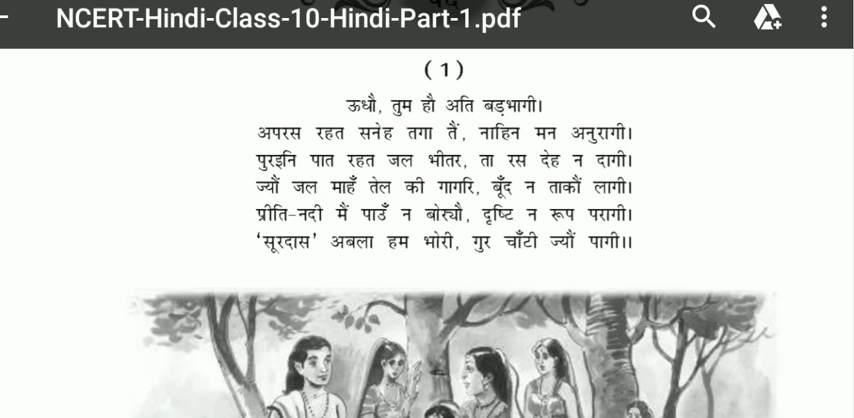 NCERT-Hindi-Class-10-Hindi-Part-1.pdf
(1)
ऊधौ, तुम हौ अति बड़भागी।
अपरस रहत सनेह तगा तैं, नाहिन मन अनुरागी।
पुरइनि पात रहत जल भीतर, ता रस देह न दागी।
ज्यौं जल माहँ तेल की गागरि, बूँद न ताकौं लागी।
प्रीति-नदी मैं पाउँ न बोरयौ, दृष्टि न रूप परागी।
‘सूरदास’ अबला हम भोरी, गुर चाँटी ज्यौं पागी।।